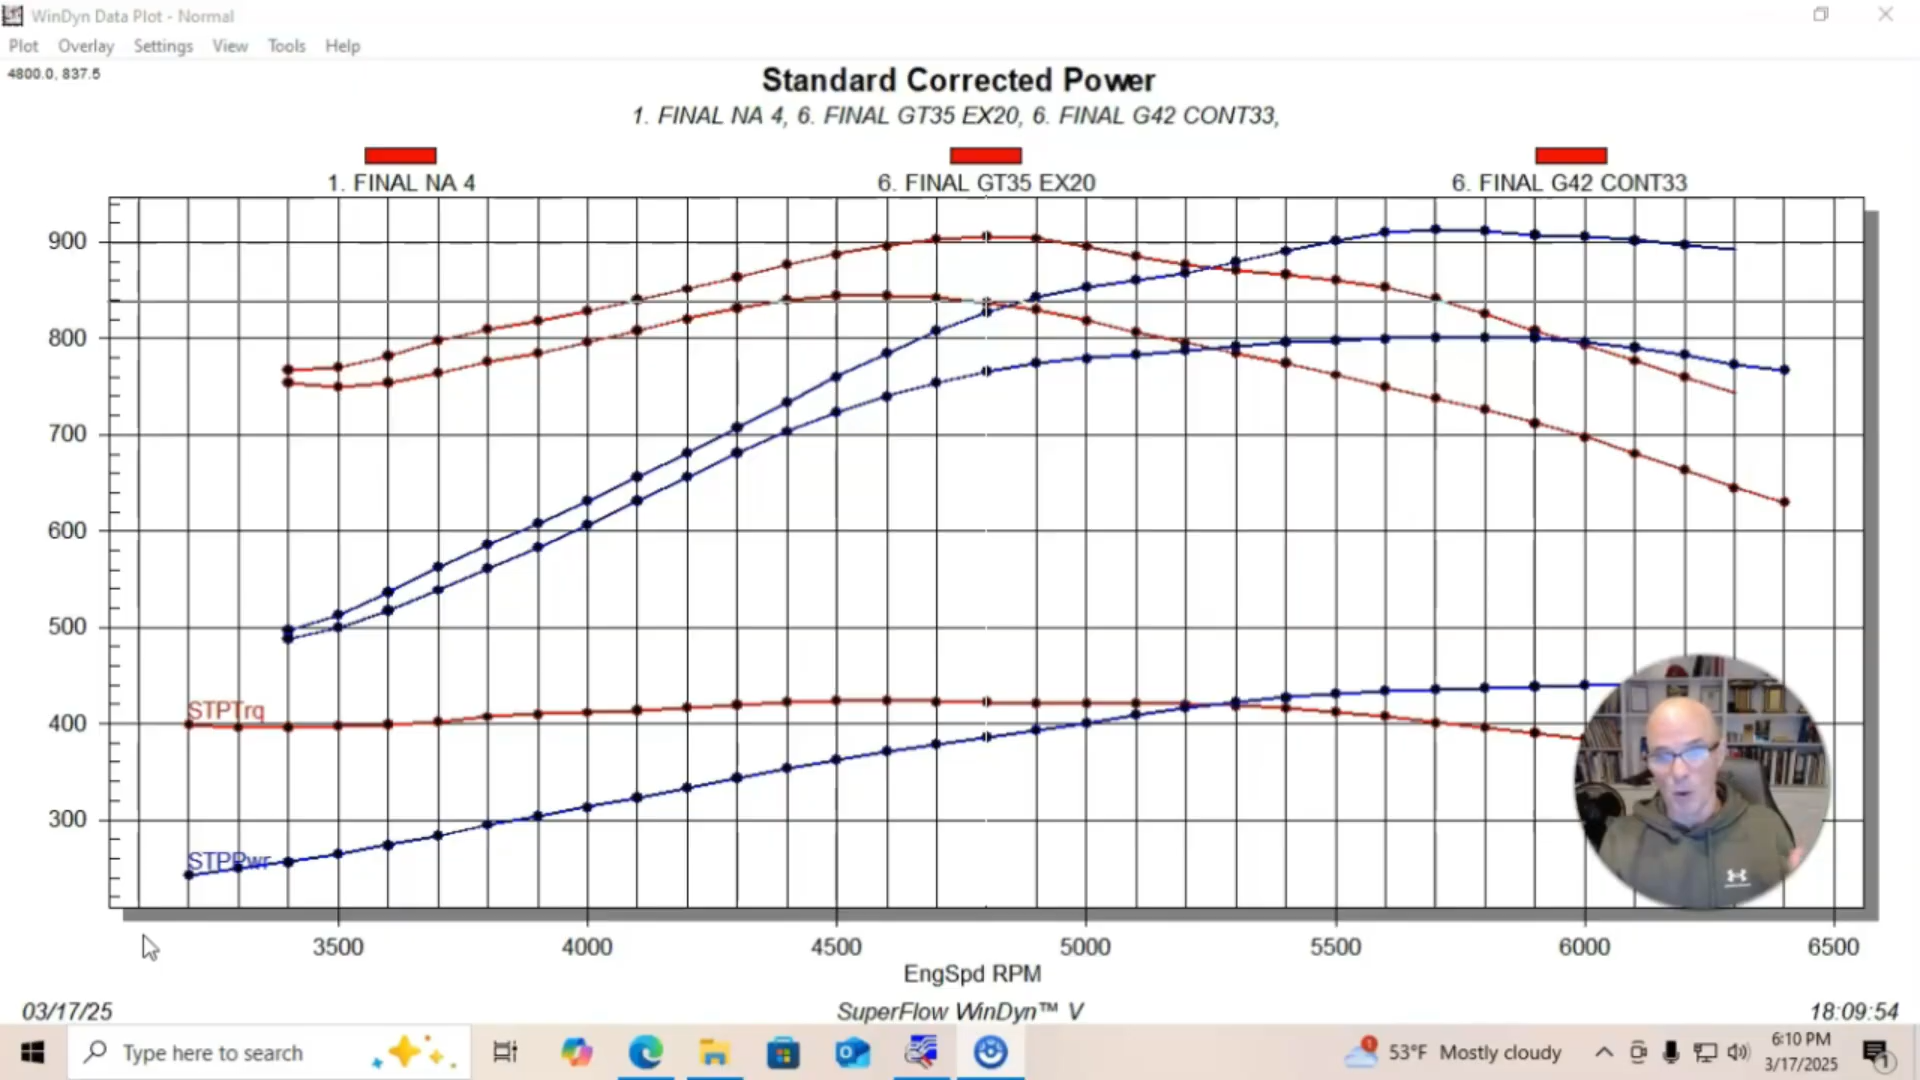 WinDyn Data Plot - Normal
Plot Overlay Settings View Tools Help
4800.0, 837.5
Standard Corrected Power
1. FINAL NA 4, 6. FINAL GT35 EX20, 6. FINAL G42 CONT33,
1. FINAL NA 4 6. FINAL GT35 EX20 6. FINAL G42 CONT33
900
800
700
600
500
400
300
STPTrq
STPPwr
3500 4000 4500 5000 5500 6000 6500
EngSpd RPM
03/17/25 SuperFlow WinDyn™ V 18:09:54
Type here to search 53°F Mostly cloudy 6:10 PM
3/17/2025